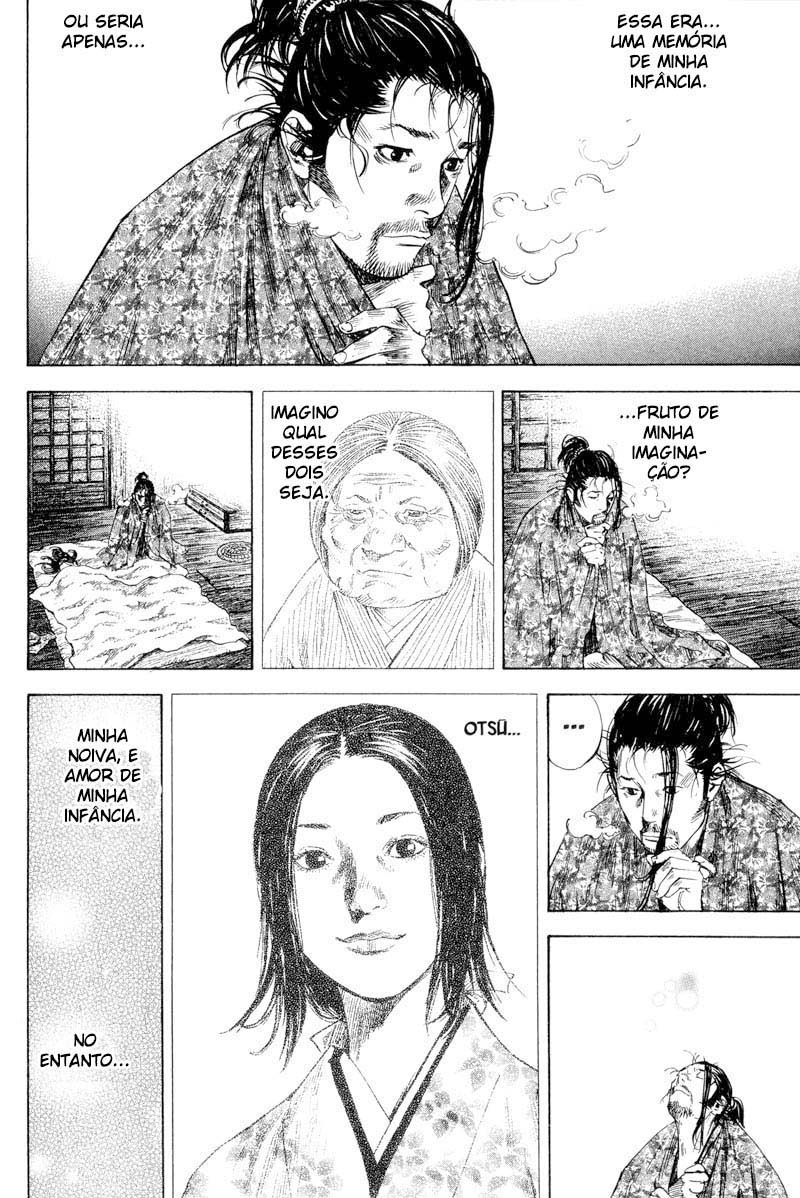 ESSA ERA...
UMA MEMÓRIA
DE MINHA
INFÂNCIA.
OU SERIA
APENAS...
...FRUTO DE
MINHA
IMAGINA-
ÇÃO?
IMAGINO
QUAL
DESSES
DOIS
SEJA.
...
OTSŪ...
MINHA
NOIVA, E
AMOR DE
MINHA
INFÂNCIA.
NO
ENTANTO...